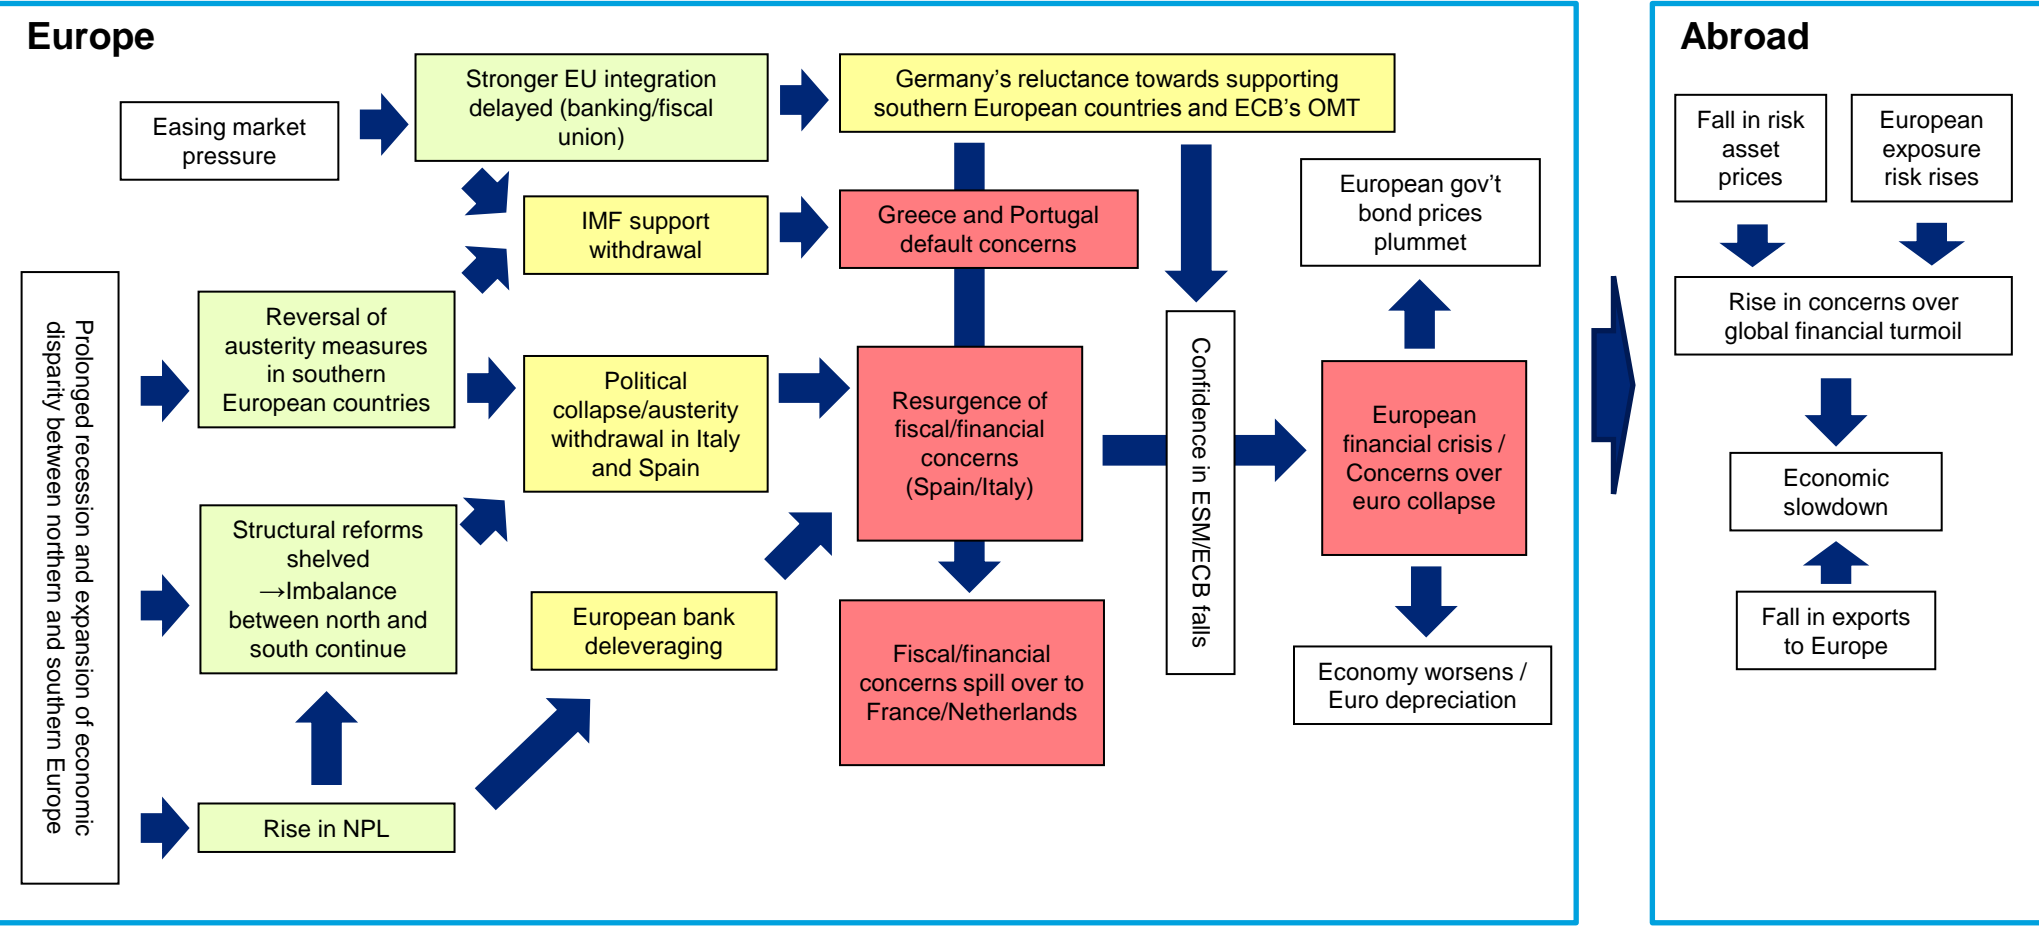 Europe
Easing market
pressure
Stronger EU integration
delayed (banking/fiscal
union)
Germany’s reluctance towards supporting
southern European countries and ECB’s OMT
IMF support
withdrawal
Greece and Portugal
default concerns
European gov’t
bond prices
plummet
Prolonged recession and expansion of economic
disparity between northern and southern Europe
Reversal of
austerity measures
in southern
European countries
Political
collapse/austerity
withdrawal in Italy
and Spain
Resurgence of
fiscal/financial
concerns
(Spain/Italy)
Confidence in ESM/ECB falls
European
financial crisis /
Concerns over
euro collapse
Structural reforms
shelved
→Imbalance
between north and
south continue
European bank
deleveraging
Fiscal/financial
concerns spill over to
France/Netherlands
Economy worsens /
Euro depreciation
Rise in NPL
Abroad
Fall in risk
asset
prices
European
exposure
risk rises
Rise in concerns over
global financial turmoil
Economic
slowdown
Fall in exports
to Europe